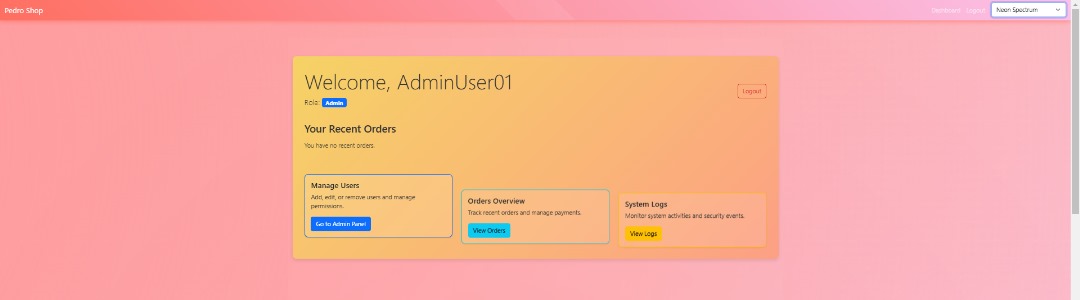 Pedro Shop
Dashboard Logout Neon Spectrum
Welcome, AdminUser01
Logout
Role: Admin
Your Recent Orders
You have no recent orders.
Manage Users
Add, edit, or remove users and manage
permissions.
Go to Admin Panel
Orders Overview
Track recent orders and manage payments.
View Orders
System Logs
Monitor system activities and security events.
View Logs